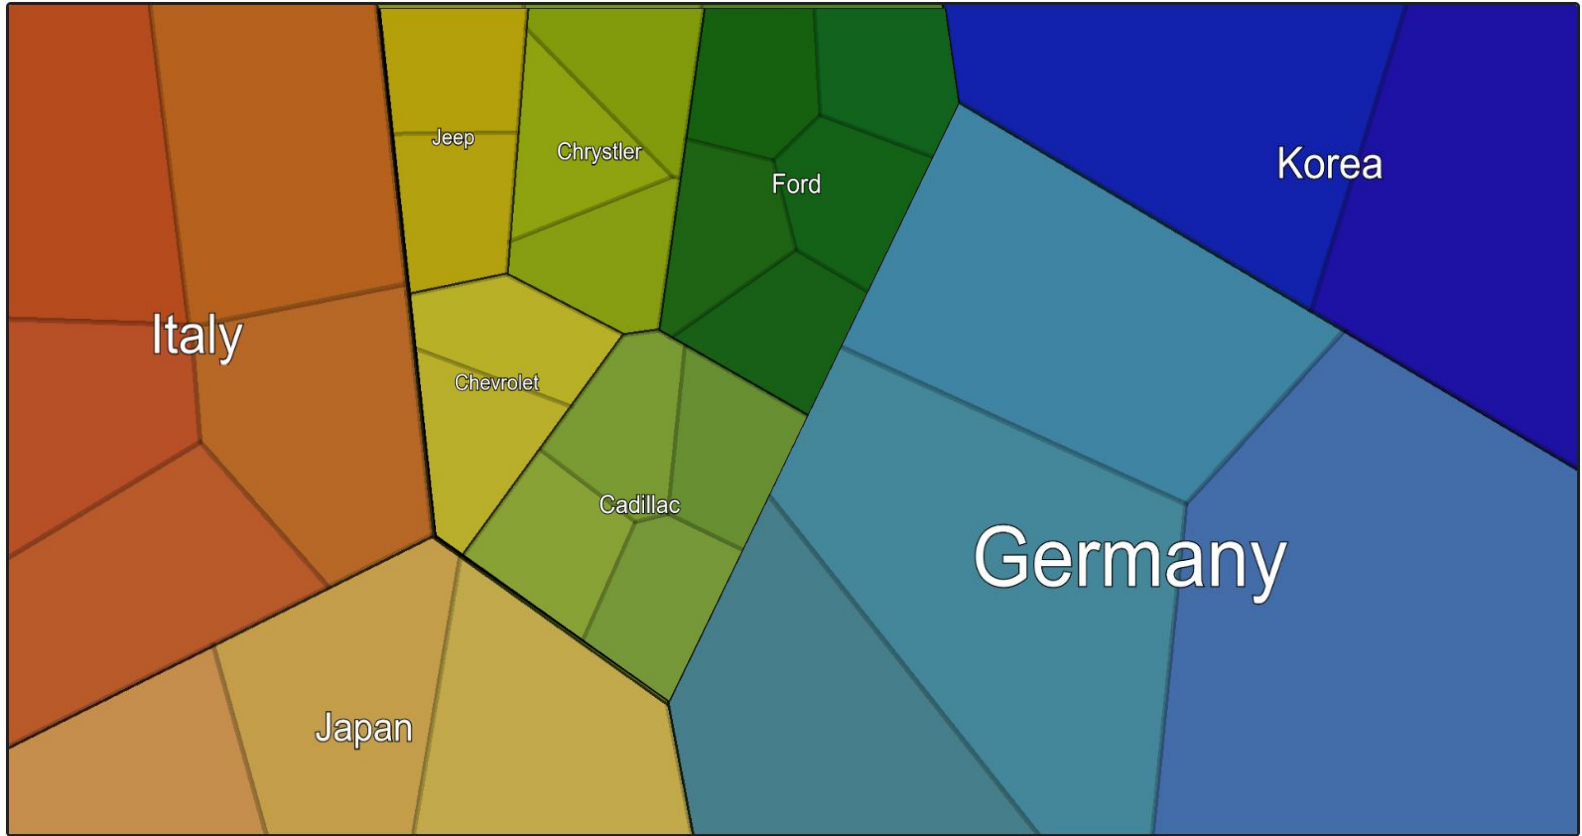 Jeep
Chrystler
Korea
Ford
Italy
Chevrolet
Cadillac
Germany
Japan